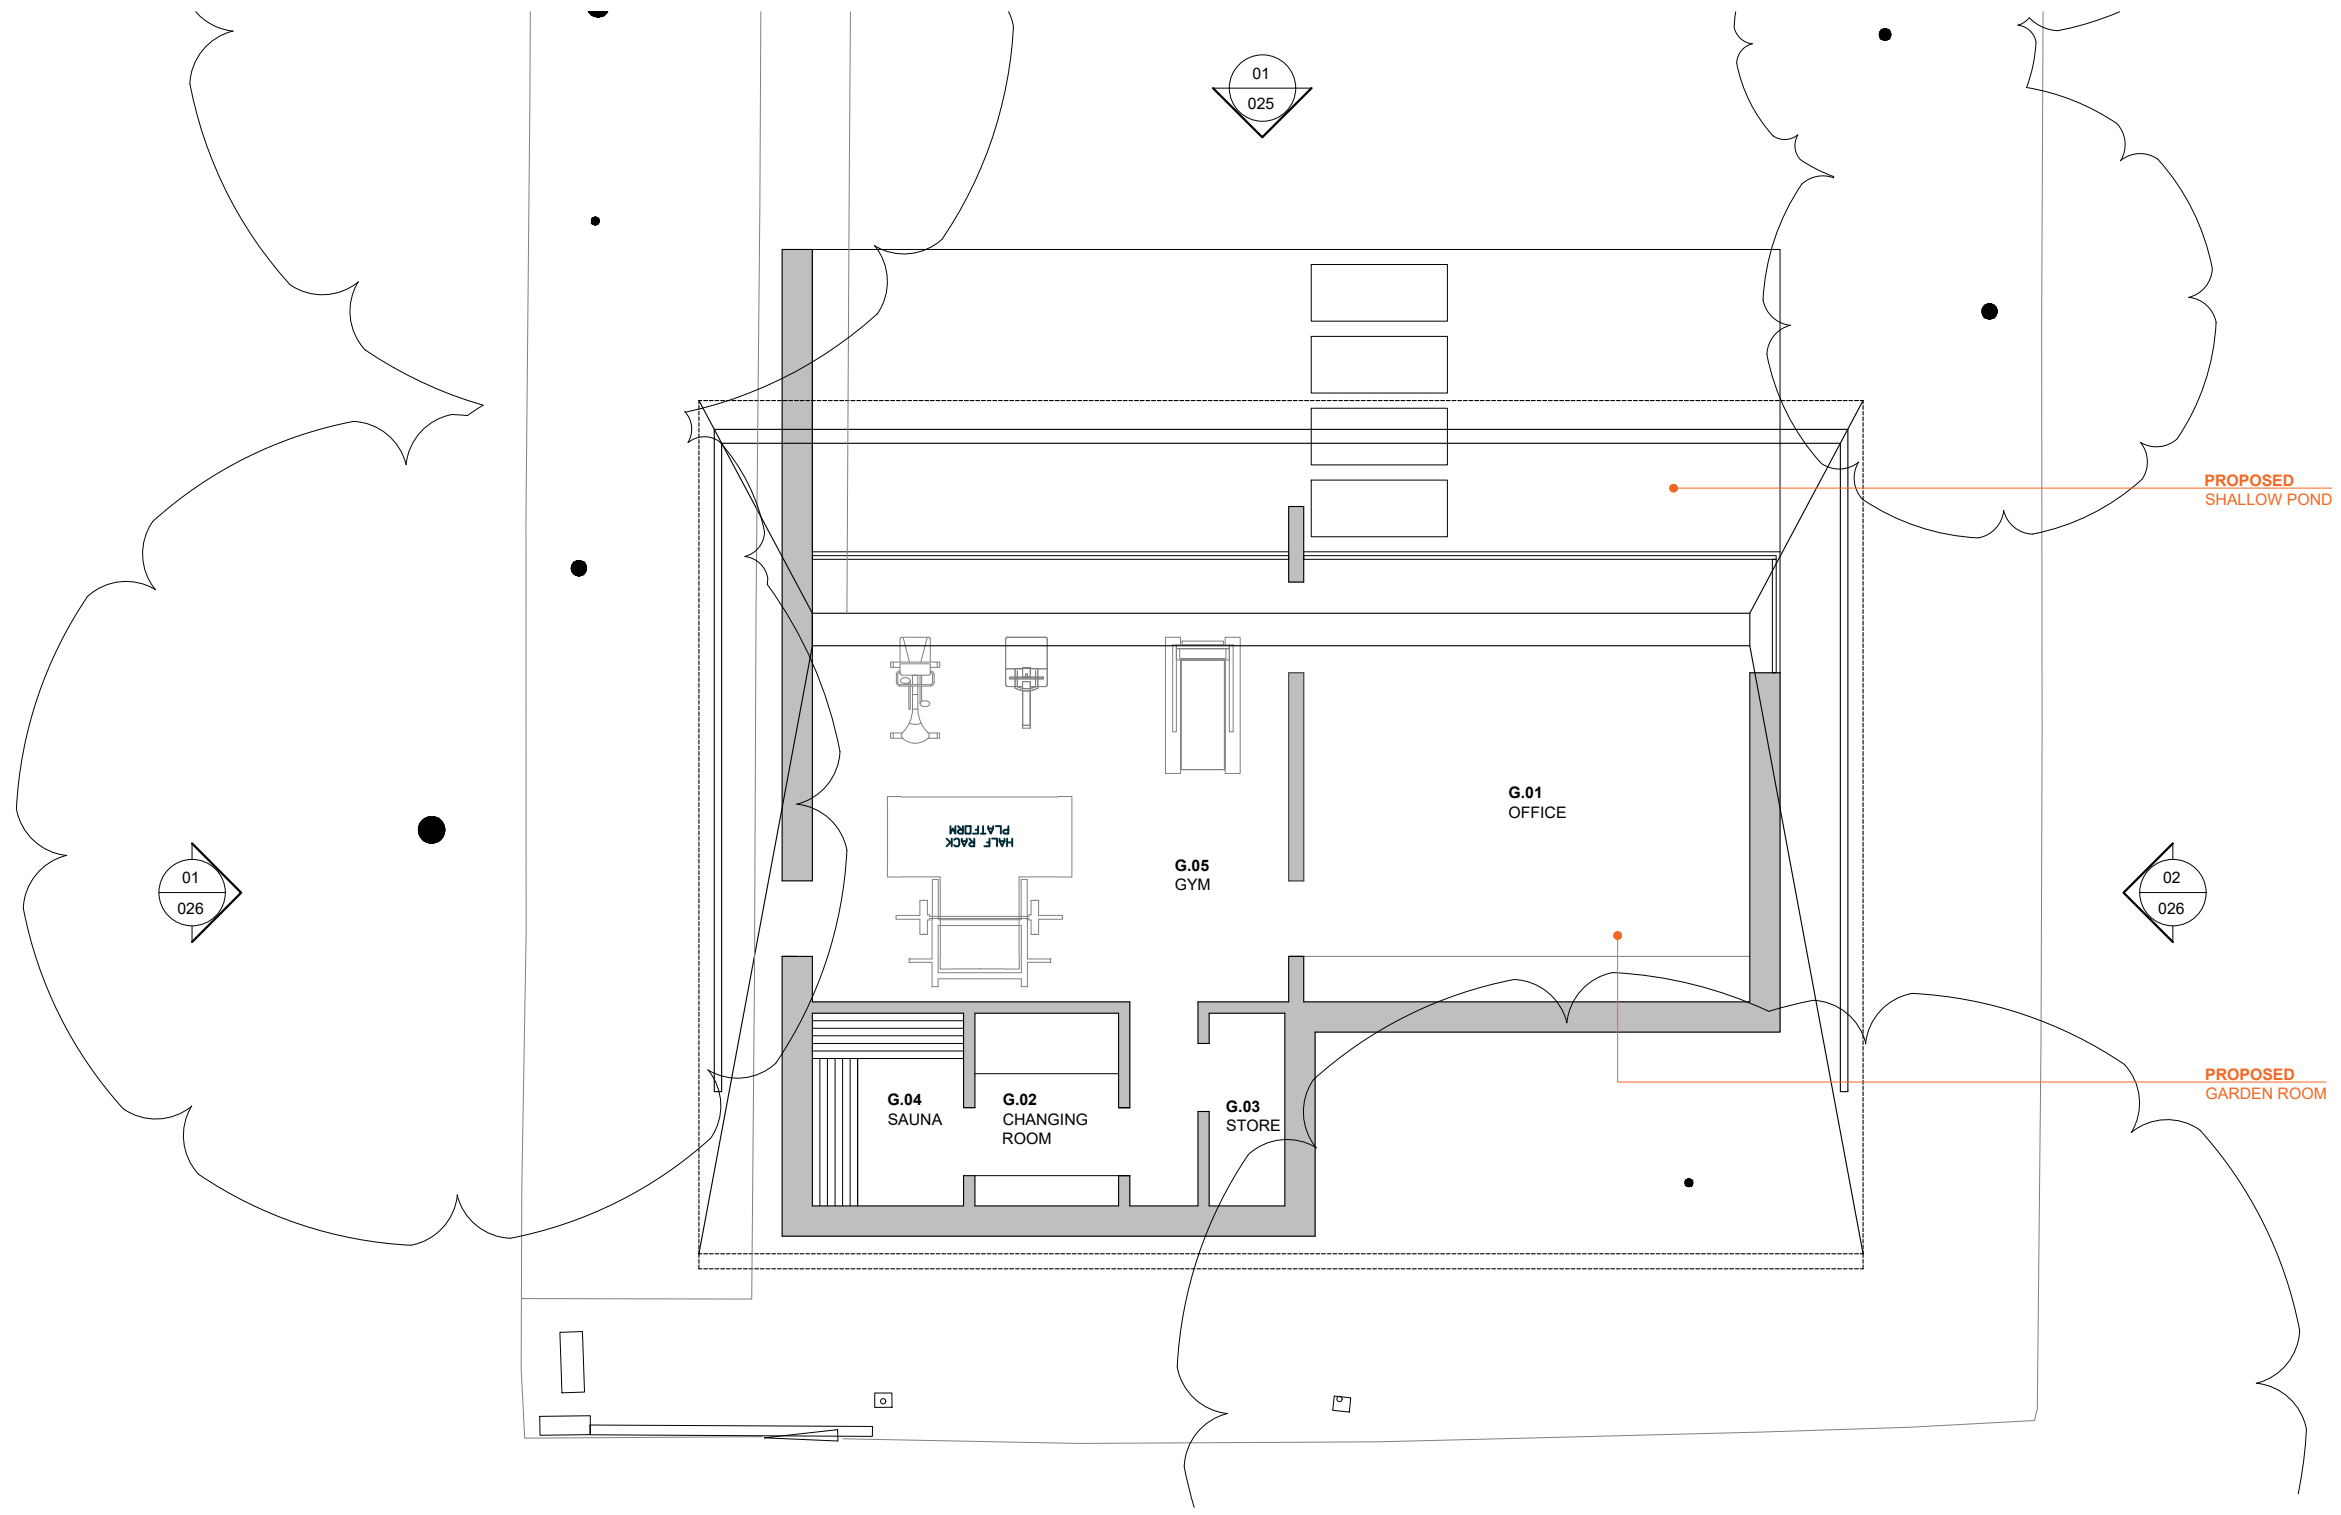 01
025
PROPOSED
SHALLOW POND
G.01
OFFICE
HALF RACK
PLATFORM
G.05
GYM
01
026
02
026
PROPOSED
GARDEN ROOM
G.04
SAUNA
G.02
CHANGING
ROOM
G.03
STORE